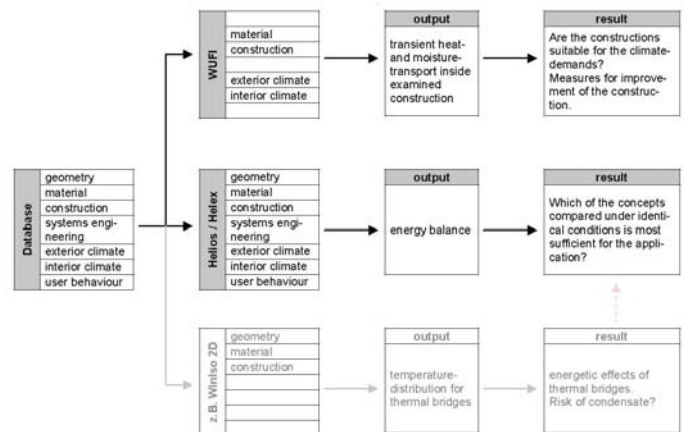 Database
geometry
material
construction
systems engi-
neering
exterior climate
interior climate
user behaviour
WUFI
material
construction
exterior climate
interior climate
output
transient heat-
and moisture-
transport inside
examined
construction
result
Are the constructions
suitable for the climate-
demands?
Measures for improve-
ment of the construc-
tion.
Helios / Helex
geometry
material
construction
systems engi-
neering
exterior climate
interior climate
user behaviour
output
energy balance
result
Which of the concepts
compared under identi-
cal conditions is most
sufficient for the appli-
cation?
z.B. WinIso 2D
geometry
material
construction
output
temperature-
distribution for
thermal bridges
result
energetic effects of
thermal bridges.
Risk of condensate?